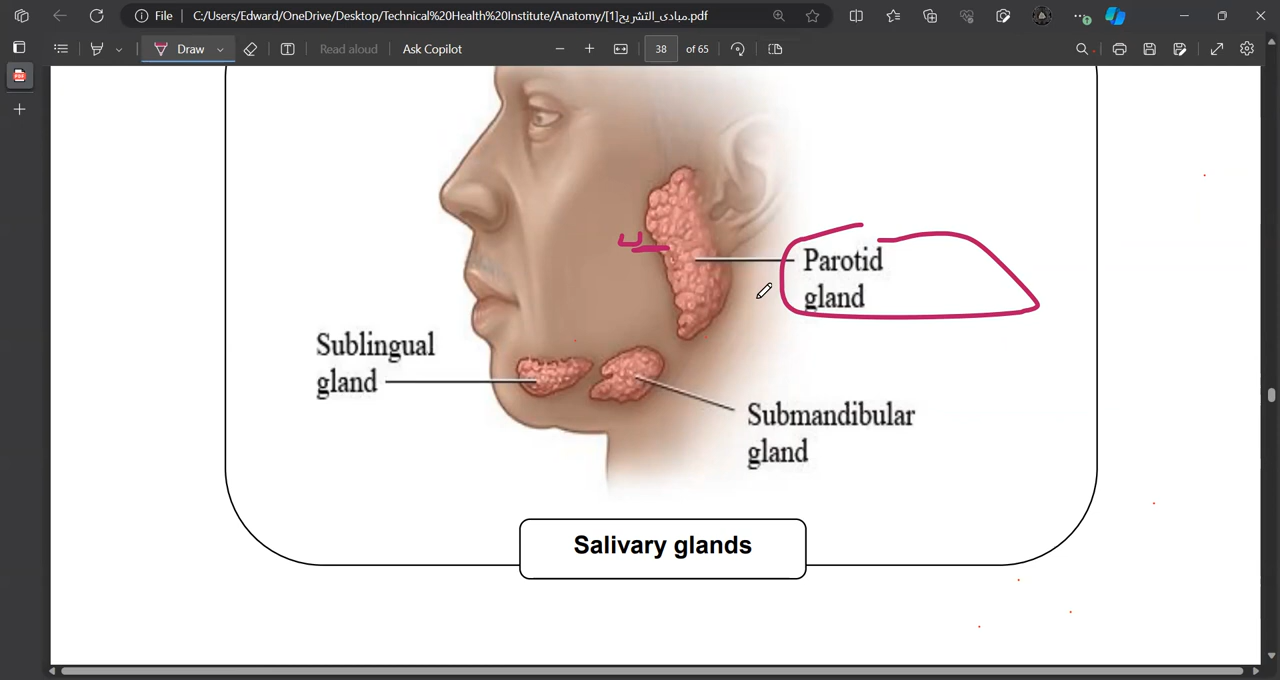 File
C:/Users/Edward/OneDrive/Desktop/Technical%20Health%20Institute/Anatomy/[1]مبادى_التشريح.pdf
Draw
Read aloud
Ask Copilot
38
of 65
Parotid
gland
Sublingual
gland
Submandibular
gland
Salivary glands